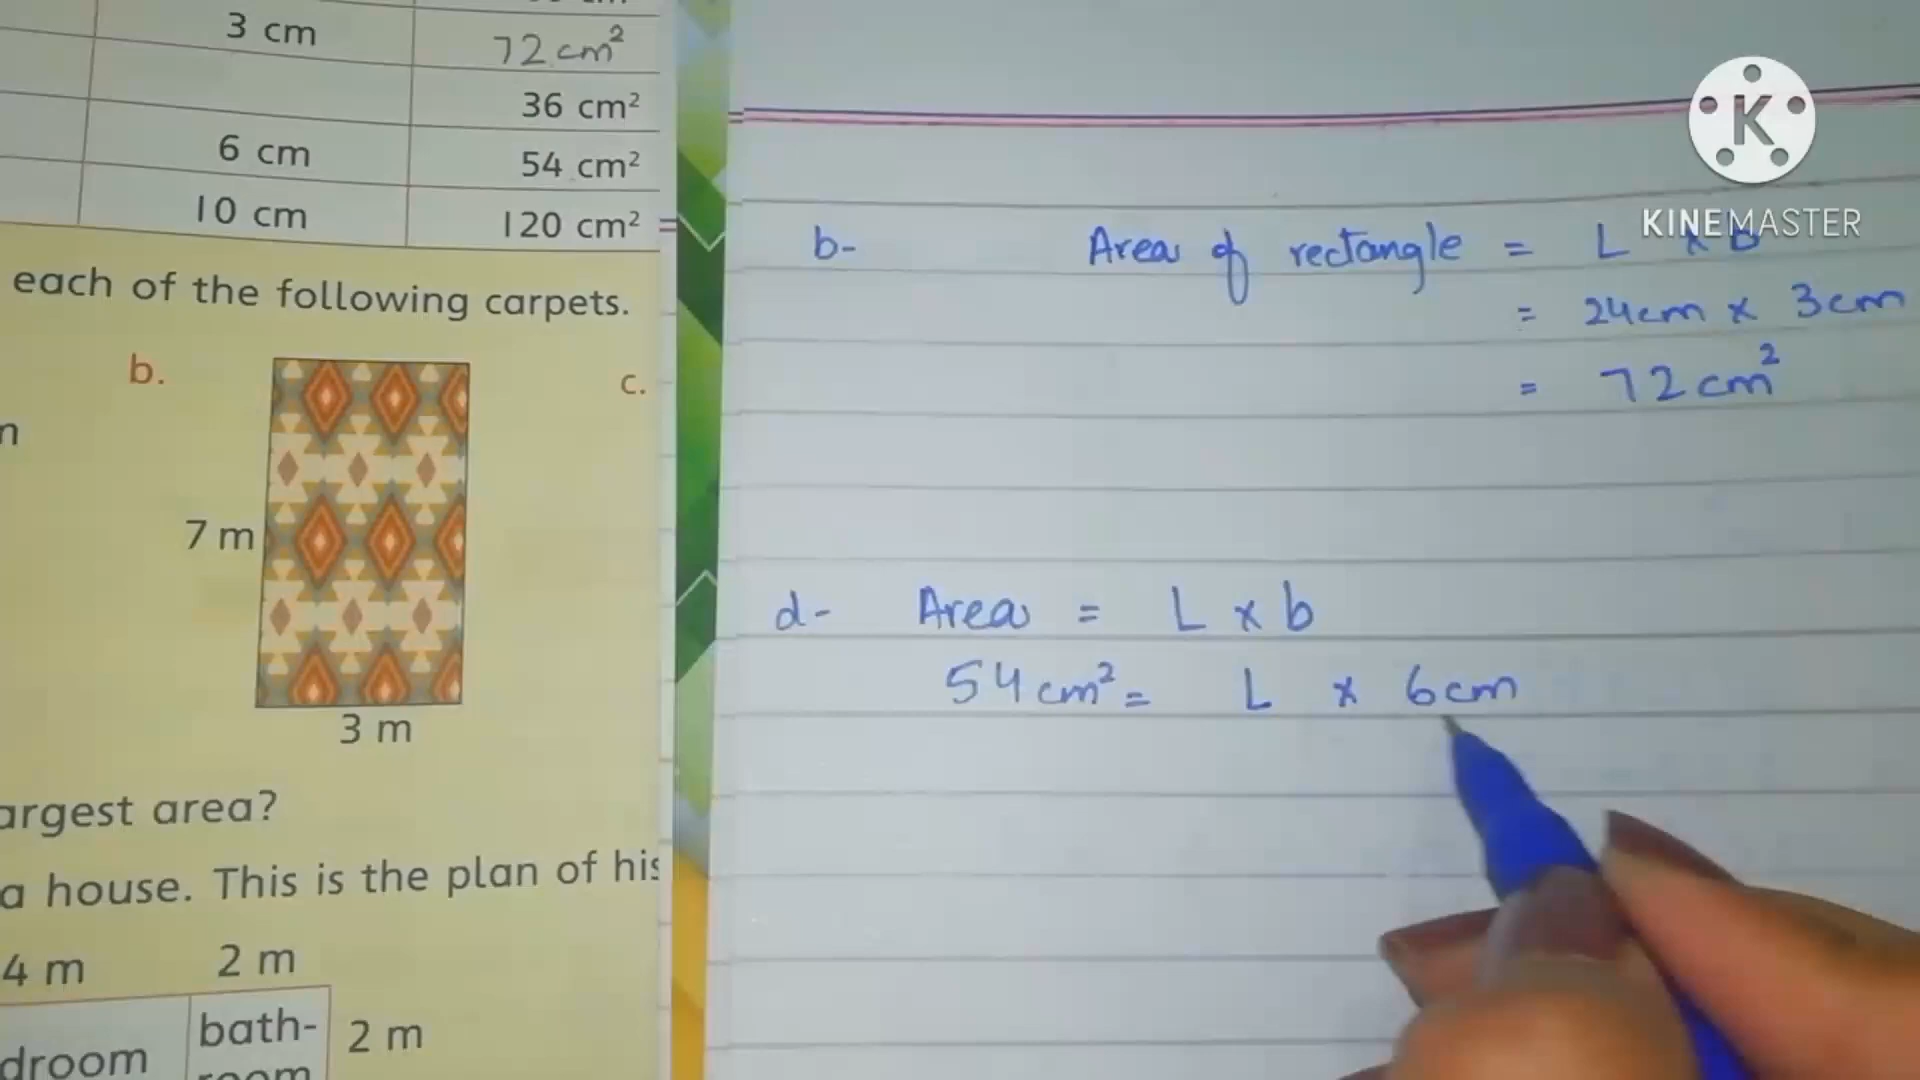 3 cm 72 cm²
36 cm²
6 cm 54 cm²
10 cm 120 cm²
each of the following carpets.
b.
c.
7 m
3 m
argest area?
a house. This is the plan of his
4 m 2 m
bath-
droom
room
2 m
K
KINEMASTER
b- Area of rectangle = L x b
= 24cm x 3cm
= 72cm²
d- Area = L x b
54cm² = L x 6cm